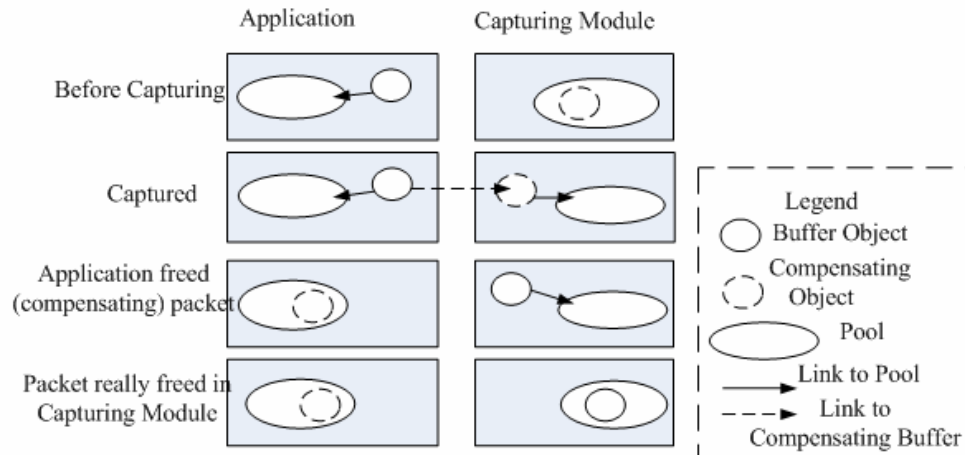 Application
Capturing Module
Before Capturing
Captured
Application freed
(compensating) packet
Packet really freed in
Capturing Module
Legend
Buffer Object
Compensating
Object
Pool
Link to Pool
Link to
Compensating Buffer